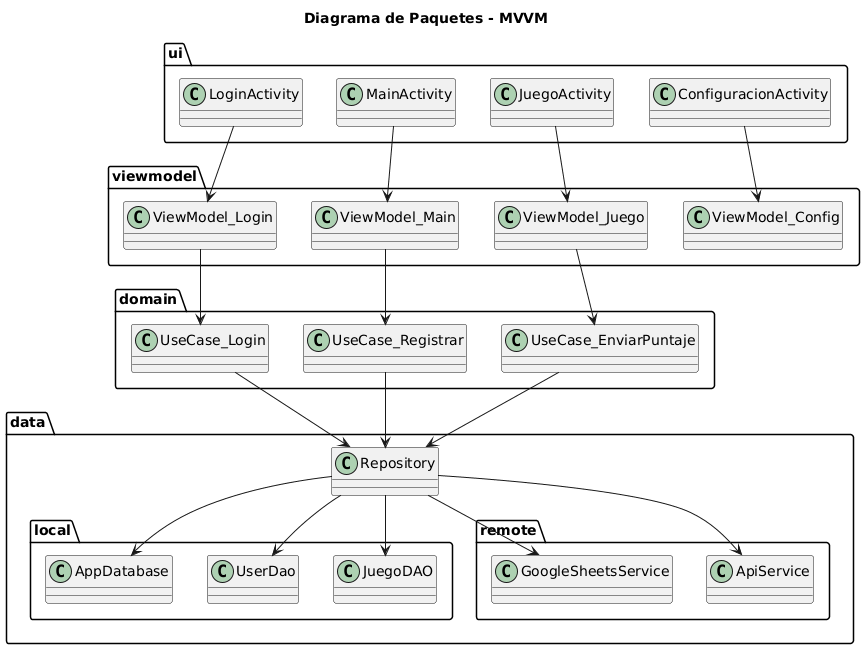 Diagrama de Paquetes - MVVM
ui
C LoginActivity
C MainActivity
C JuegoActivity
C ConfiguracionActivity
viewmodel
C ViewModel_Login
C ViewModel_Main
C ViewModel_Juego
C ViewModel_Config
domain
C UseCase_Login
C UseCase_Registrar
C UseCase_EnviarPuntaje
data
C Repository
local
remote
C AppDatabase
C UserDao
C JuegoDAO
C GoogleSheetsService
C ApiService